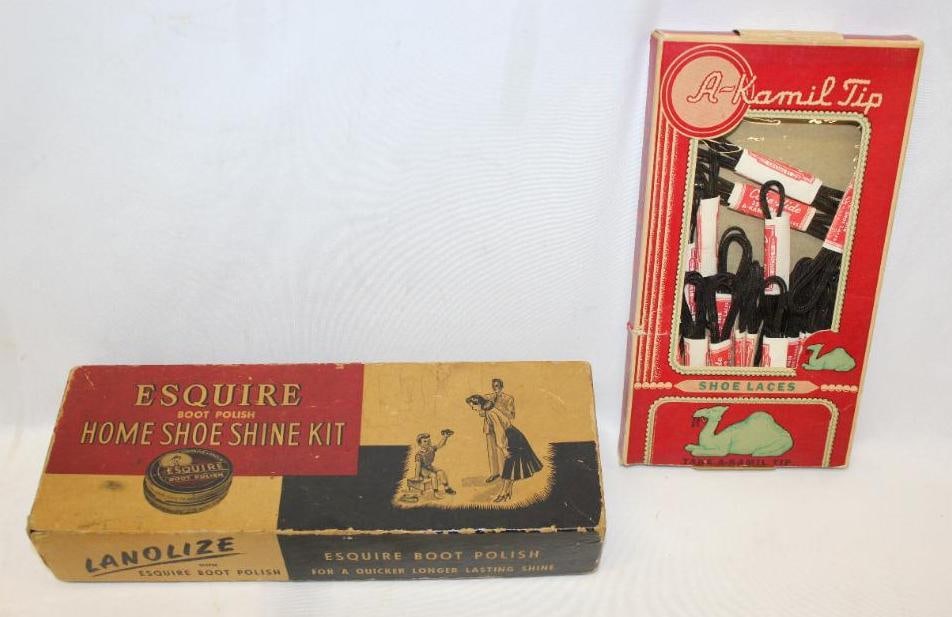 A-Kamil Tip
SHOE LACES
TAKE A-KAMIL TIP
ESQUIRE
BOOT POLISH
HOME SHOE SHINE KIT
ESQUIRE
BOOT POLISH
LANOLIZE
WITH
ESQUIRE BOOT POLISH
ESQUIRE BOOT POLISH
FOR A QUICKER LONGER LASTING SHINE